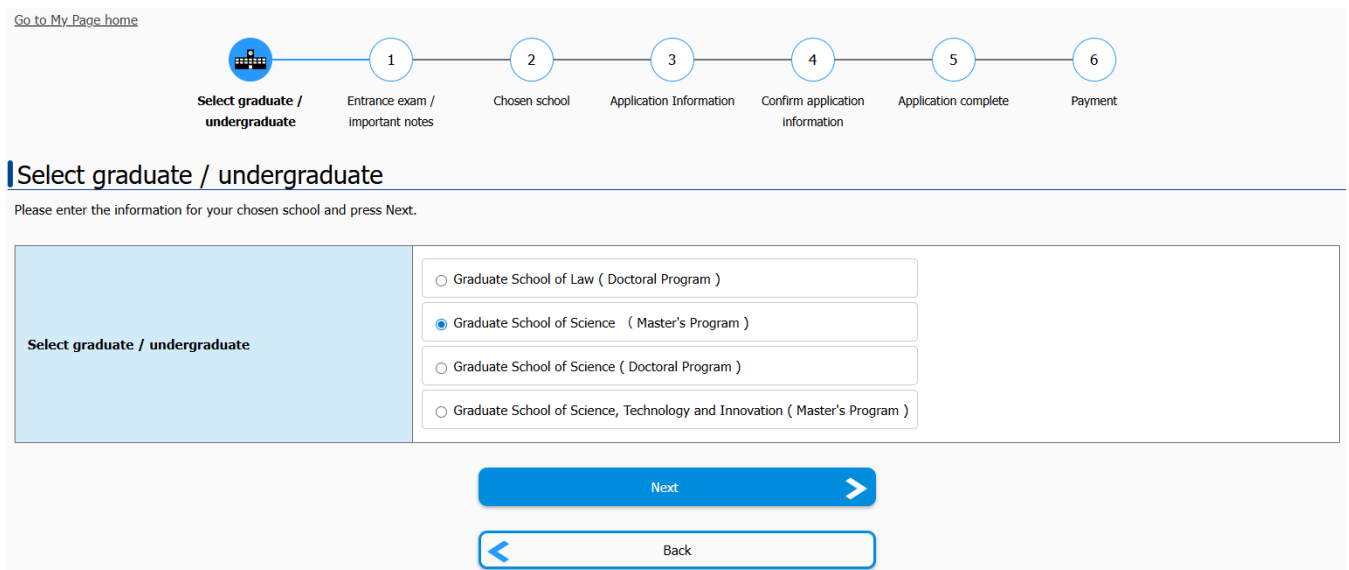 Go to My Page home
1
2
3
4
5
6
Select graduate /
undergraduate
Entrance exam /
important notes
Chosen school
Application Information
Confirm application
information
Application complete
Payment
Select graduate / undergraduate
Please enter the information for your chosen school and press Next.
Select graduate / undergraduate
Graduate School of Law ( Doctoral Program )
Graduate School of Science （ Master's Program )
Graduate School of Science ( Doctoral Program )
Graduate School of Science, Technology and Innovation ( Master's Program )
Next
Back